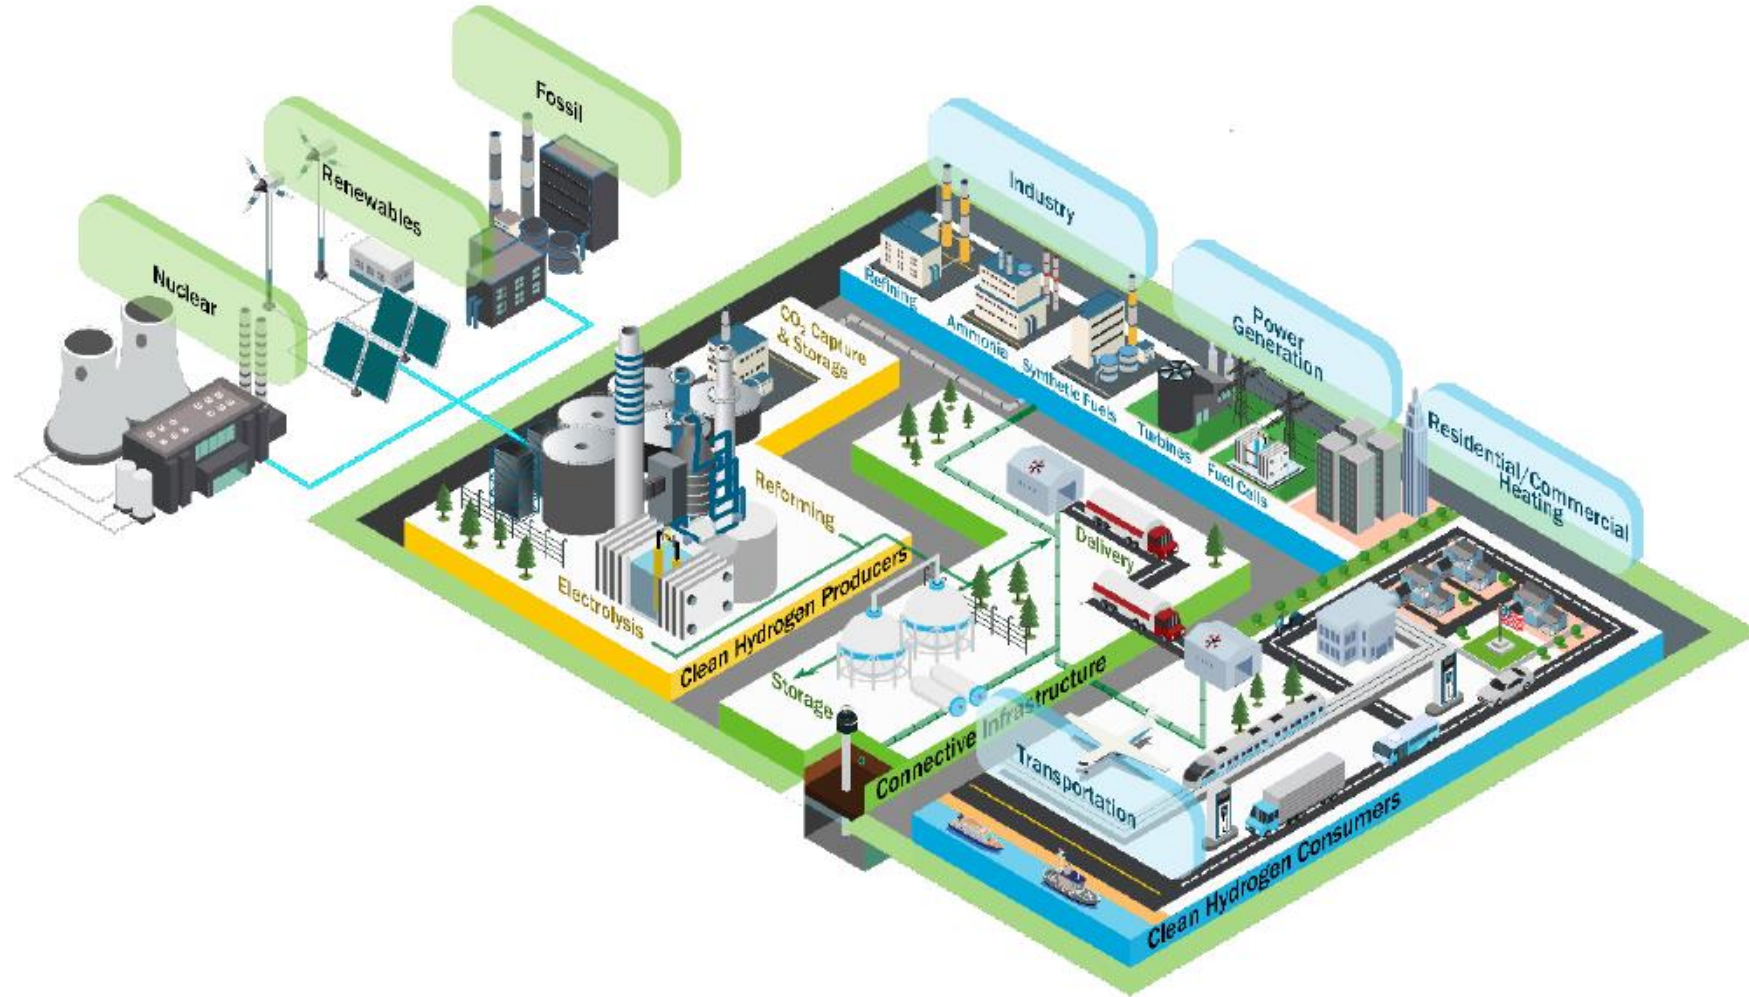 Fossil
Renewables
Nuclear
Industry
Power
Generation
Residential/Commercial
Heating
Refining
Ammonia
Synthetic Fuels
Turbines
Fuel Cells
CO₂ Capture
& Storage
Reforming
Electrolysis
Clean Hydrogen Producers
Delivery
Storage
Connective Infrastructure
Transportation
Clean Hydrogen Consumers